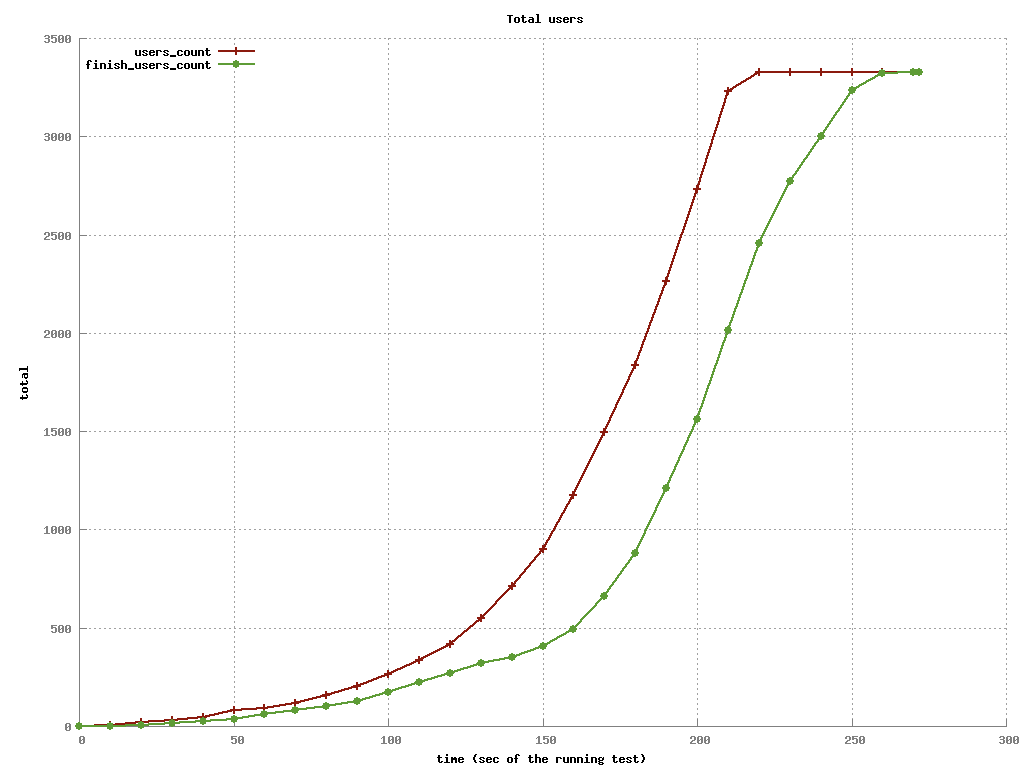 Total users
users_count
finish_users_count
3500
3000
2500
2000
1500
1000
500
0
total
0 50 100 150 200 250 300
time (sec of the running test)